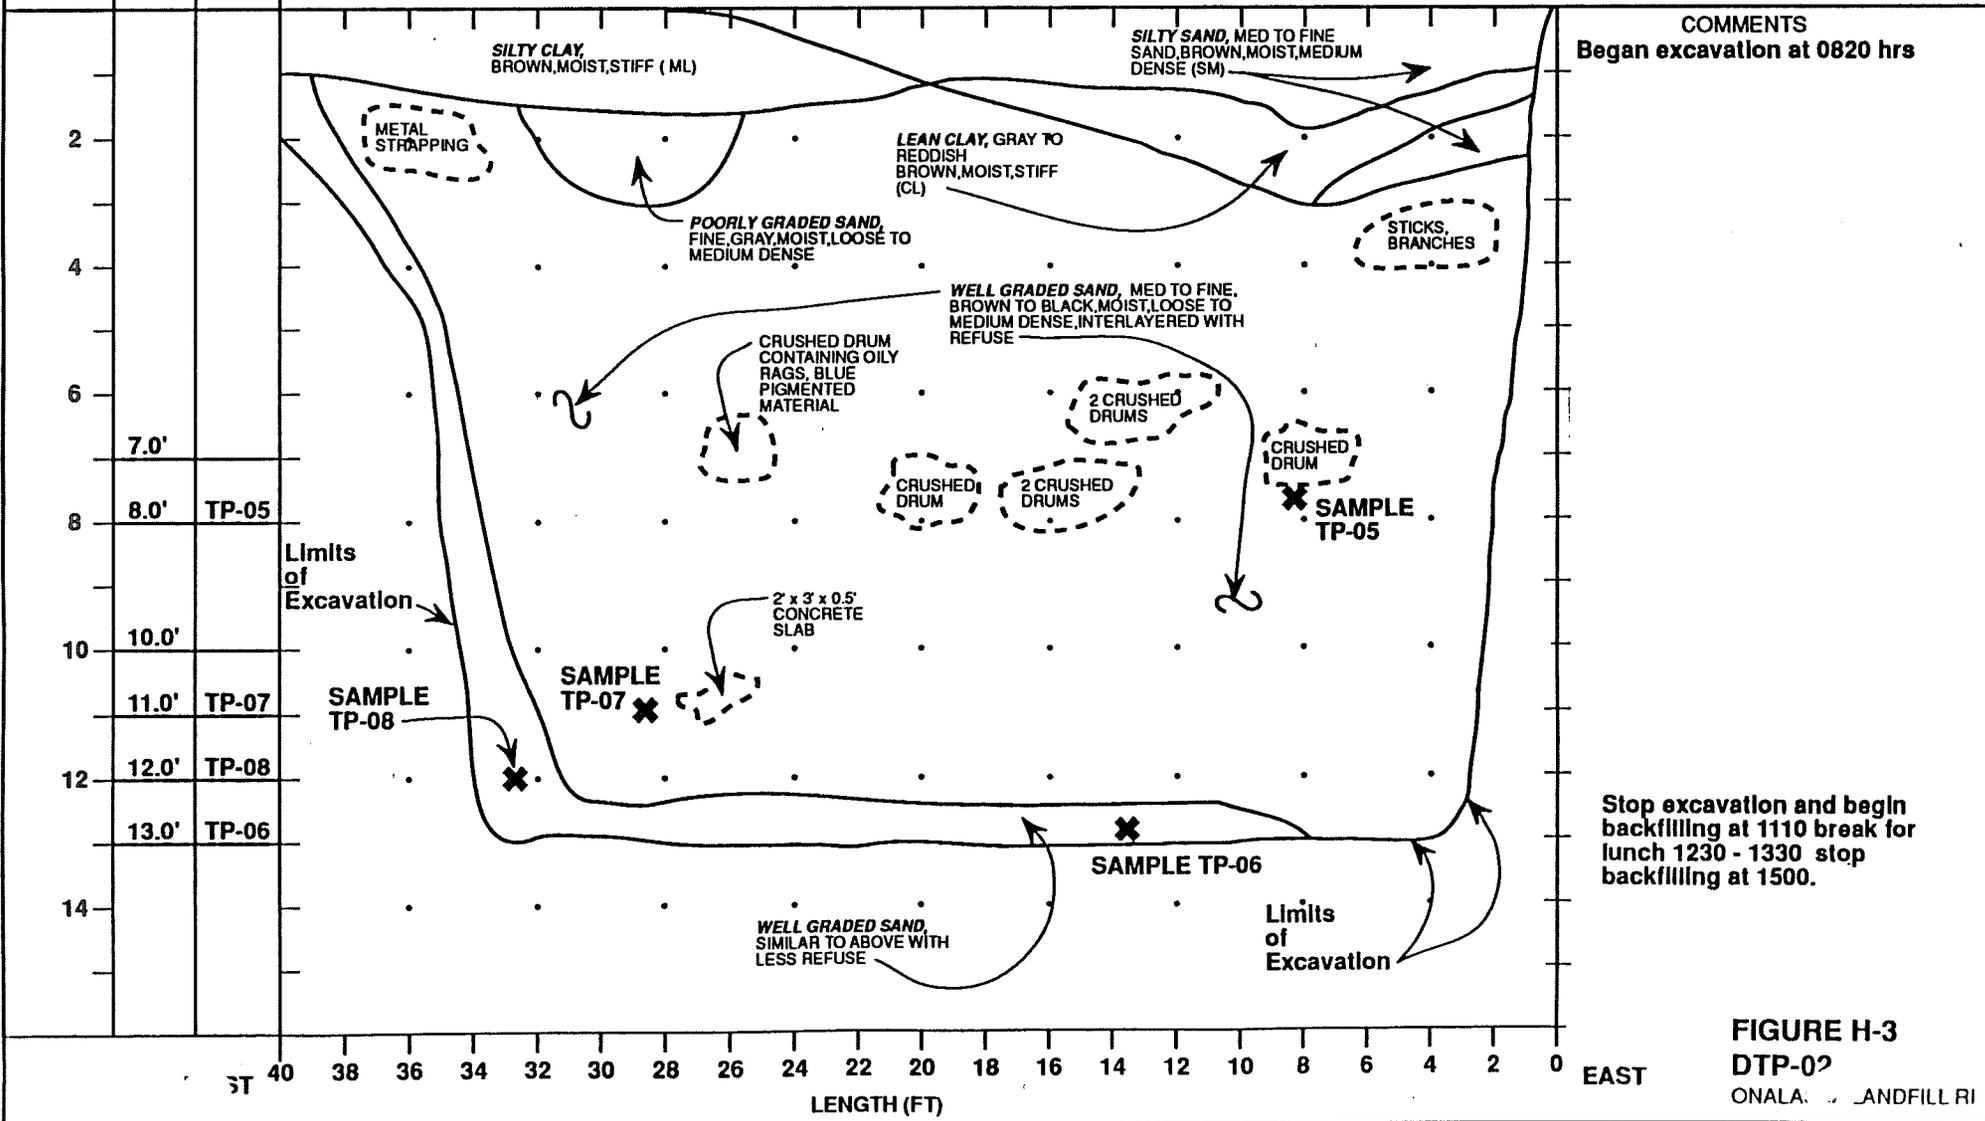 COMMENTS
Began excavation at 0820 hrs
SILTY CLAY,
BROWN,MOIST,STIFF ( ML)
SILTY SAND, MED TO FINE
SAND,BROWN,MOIST,MEDIUM
DENSE (SM)
METAL
STRAPPING
LEAN CLAY, GRAY TO
REDDISH
BROWN,MOIST,STIFF
(CL)
POORLY GRADED SAND,
FINE,GRAY,MOIST,LOOSE TO
MEDIUM DENSE
STICKS,
BRANCHES
WELL GRADED SAND, MED TO FINE,
BROWN TO BLACK,MOIST,LOOSE TO
MEDIUM DENSE,INTERLAYERED WITH
REFUSE
CRUSHED DRUM
CONTAINING OILY
RAGS, BLUE
PIGMENTED
MATERIAL
2 CRUSHED
DRUMS
CRUSHED
DRUM
CRUSHED
DRUM
2 CRUSHED
DRUMS
SAMPLE
TP-05
2
4
6
7.0'
8 8.0' TP-05
10.0'
10
11.0' TP-07
12 12.0' TP-08
13.0' TP-06
14
Limits
of
Excavation
2' x 3' x 0.5'
CONCRETE
SLAB
SAMPLE
TP-07
SAMPLE
TP-08
SAMPLE TP-06
WELL GRADED SAND,
SIMILAR TO ABOVE WITH
LESS REFUSE
Limits
of
Excavation
Stop excavation and begin
backfilling at 1110 break for
lunch 1230 - 1330 stop
backfilling at 1500.
40 38 36 34 32 30 28 26 24 22 20 18 16 14 12 10 8 6 4 2 0
EAST
LENGTH (FT)
FIGURE H-3
DTP-02
RI